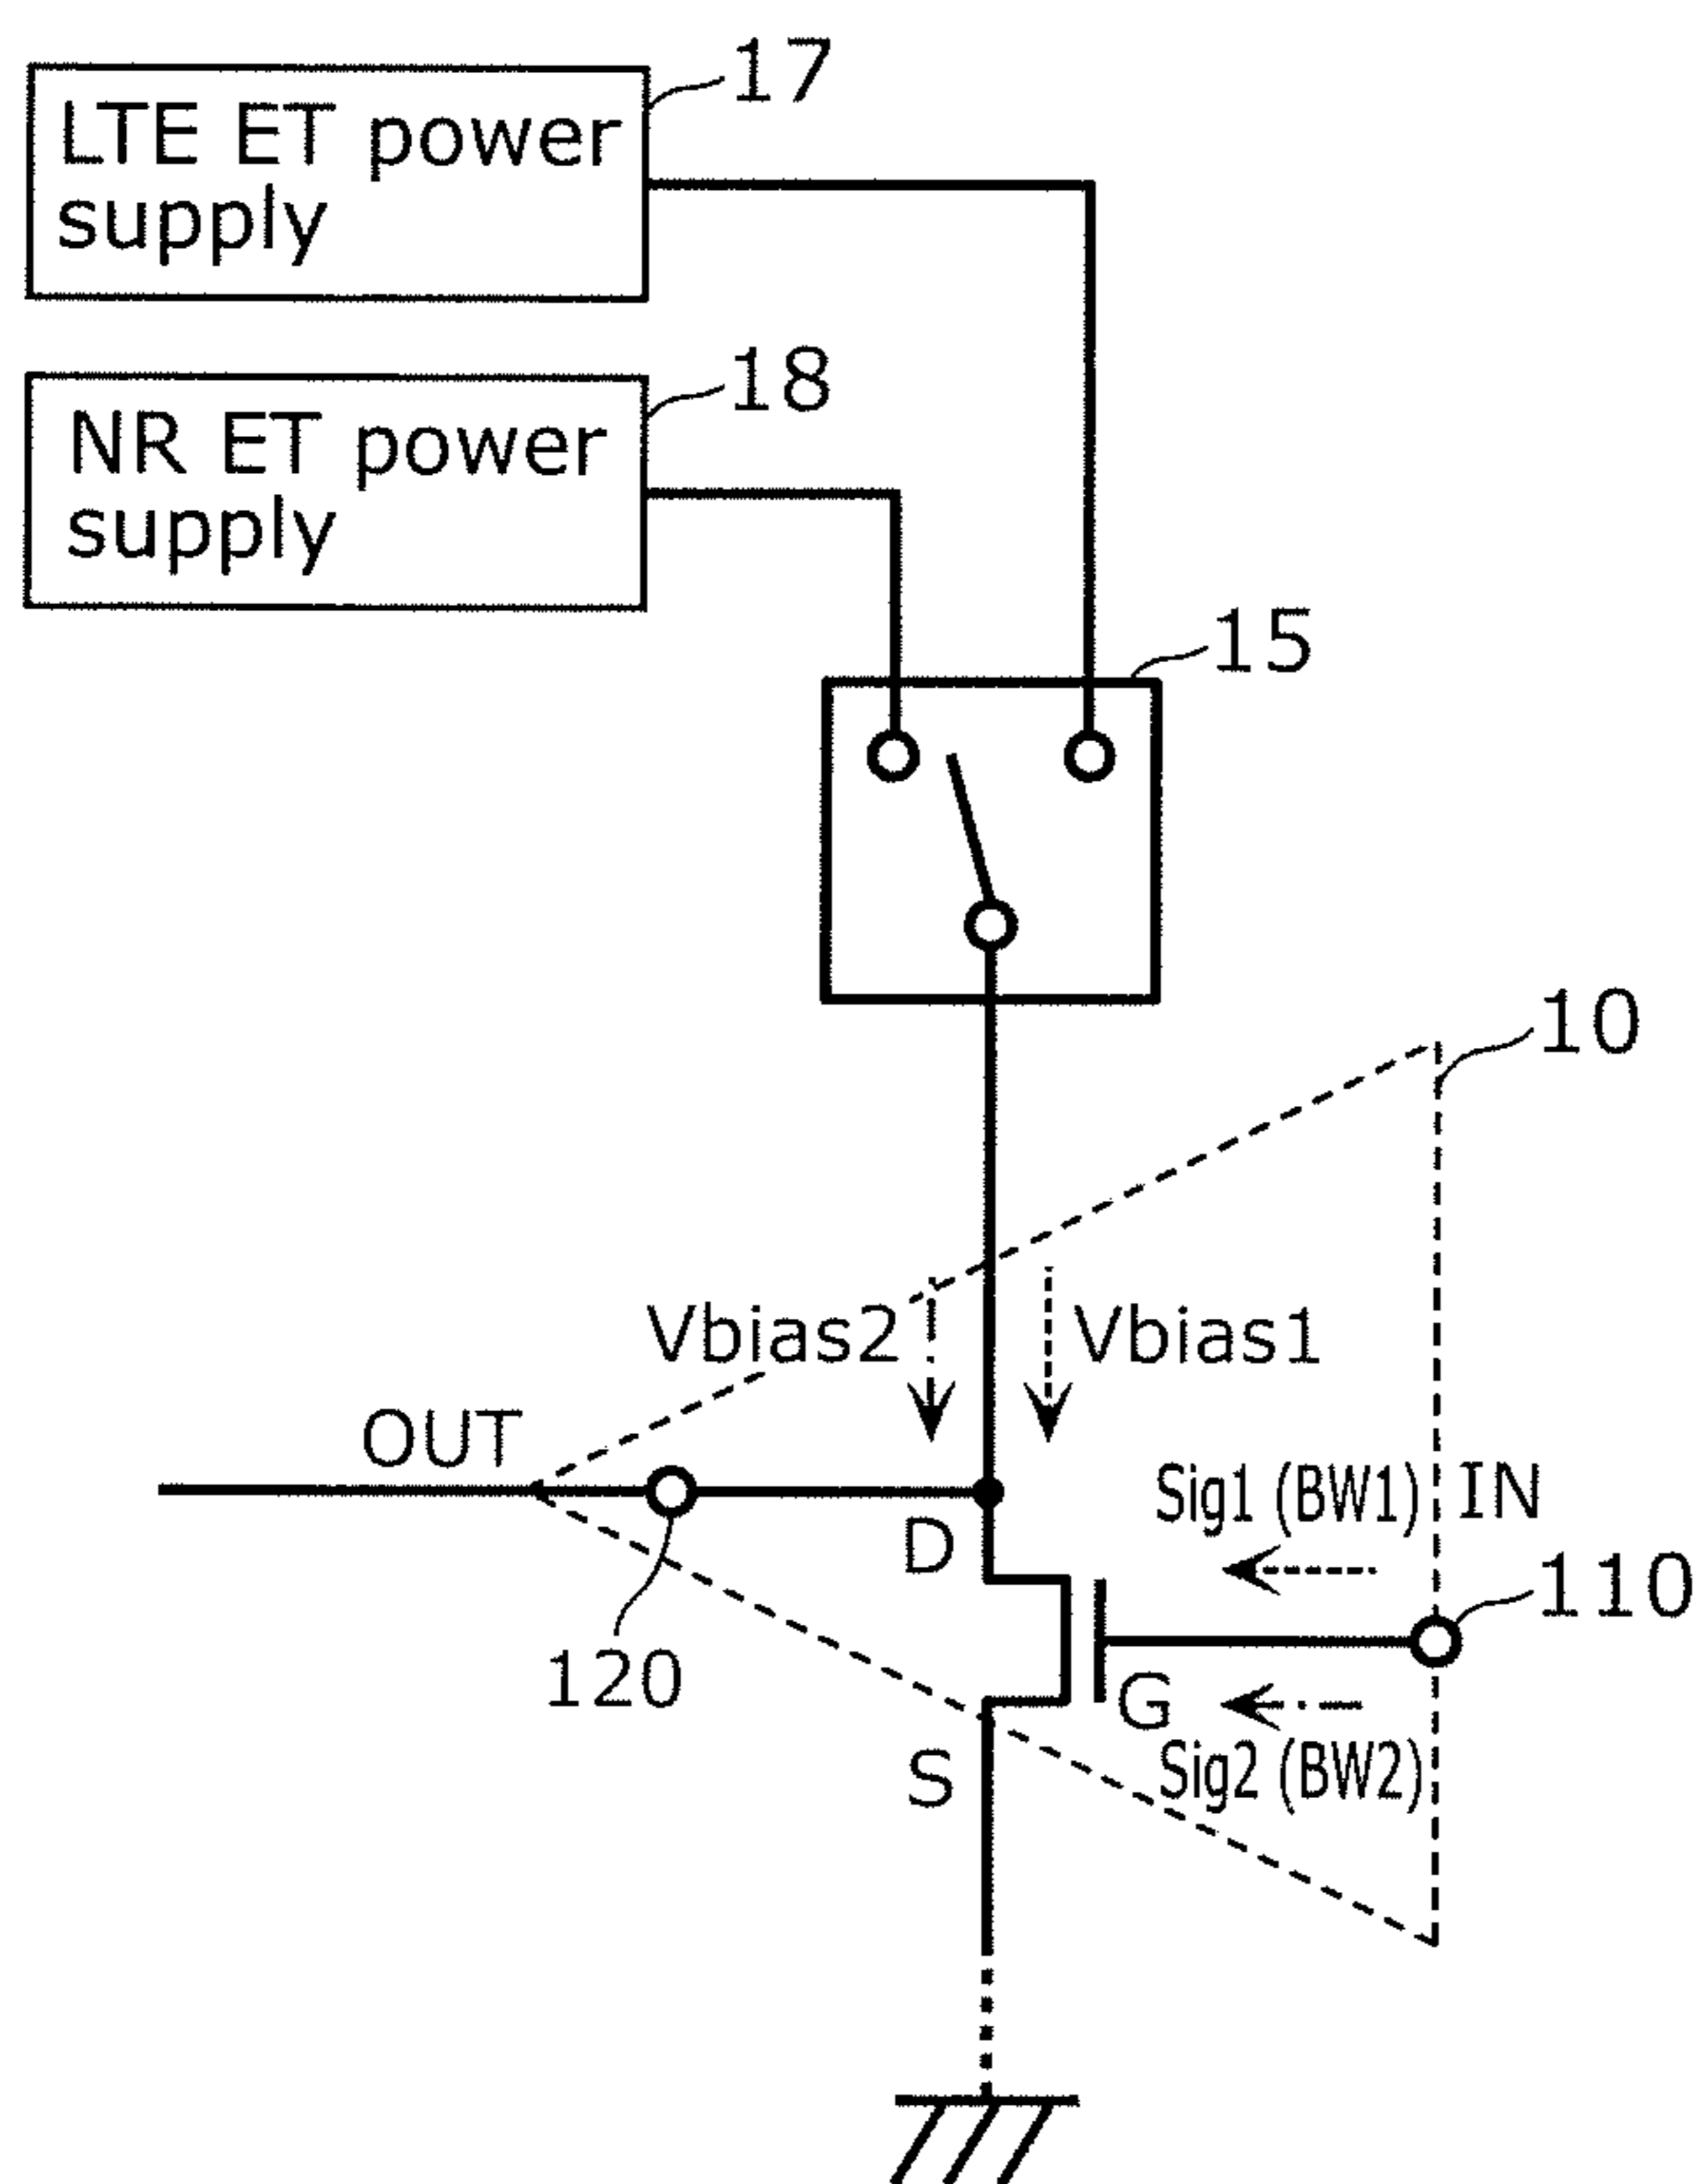 17
LTE ET power
supply
18
NR ET power
supply
15
10
Vbias2
Vbias1
OUT
Sig1 (BW1)
IN
D
110
120
G
S
Sig2 (BW2)